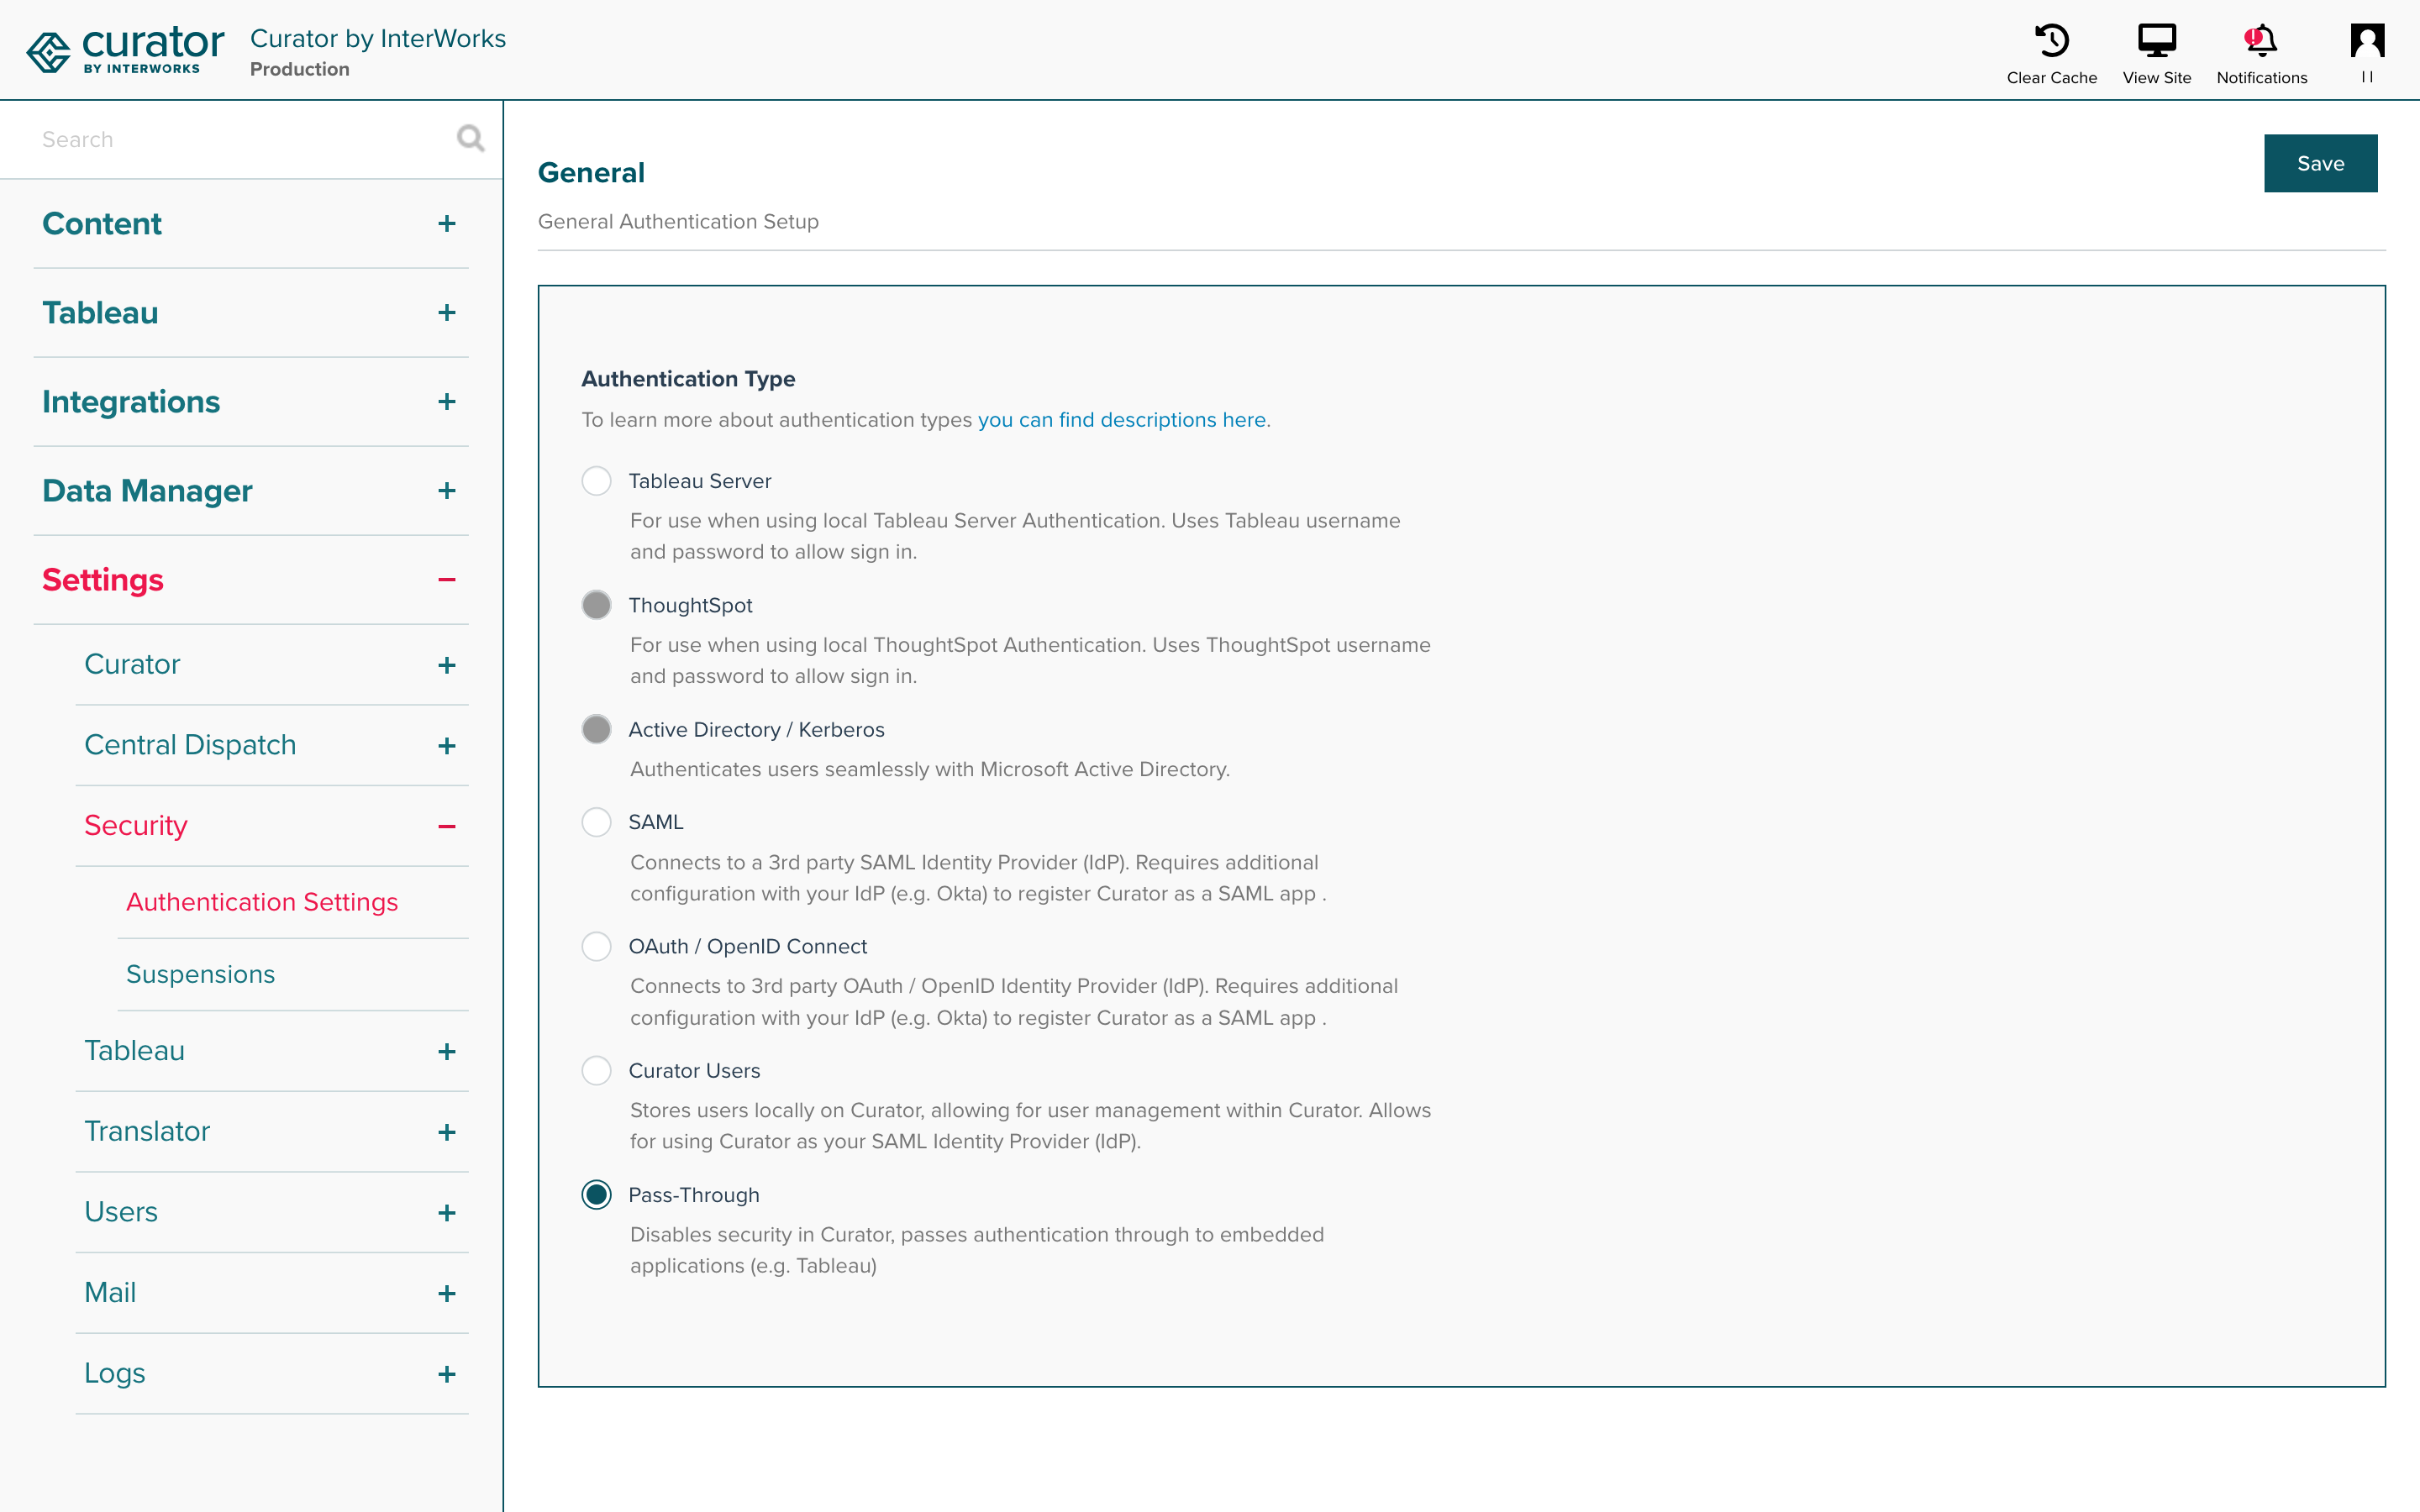 curator
BY INTERWORKS
Curator by InterWorks
Production
Clear Cache
View Site
Notifications
I I
Search
Content
Tableau
Integrations
Data Manager
Settings
Curator
Central Dispatch
Security
Authentication Settings
Suspensions
Tableau
Translator
Users
Mail
Logs
Save
General
General Authentication Setup
Authentication Type
To learn more about authentication types you can find descriptions here.
Tableau Server
For use when using local Tableau Server Authentication. Uses Tableau username
and password to allow sign in.
ThoughtSpot
For use when using local ThoughtSpot Authentication. Uses ThoughtSpot username
and password to allow sign in.
Active Directory / Kerberos
Authenticates users seamlessly with Microsoft Active Directory.
SAML
Connects to a 3rd party SAML Identity Provider (IdP). Requires additional
configuration with your IdP (e.g. Okta) to register Curator as a SAML app .
OAuth / OpenID Connect
Connects to 3rd party OAuth / OpenID Identity Provider (IdP). Requires additional
configuration with your IdP (e.g. Okta) to register Curator as a SAML app .
Curator Users
Stores users locally on Curator, allowing for user management within Curator. Allows
for using Curator as your SAML Identity Provider (IdP).
Pass-Through
Disables security in Curator, passes authentication through to embedded
applications (e.g. Tableau)